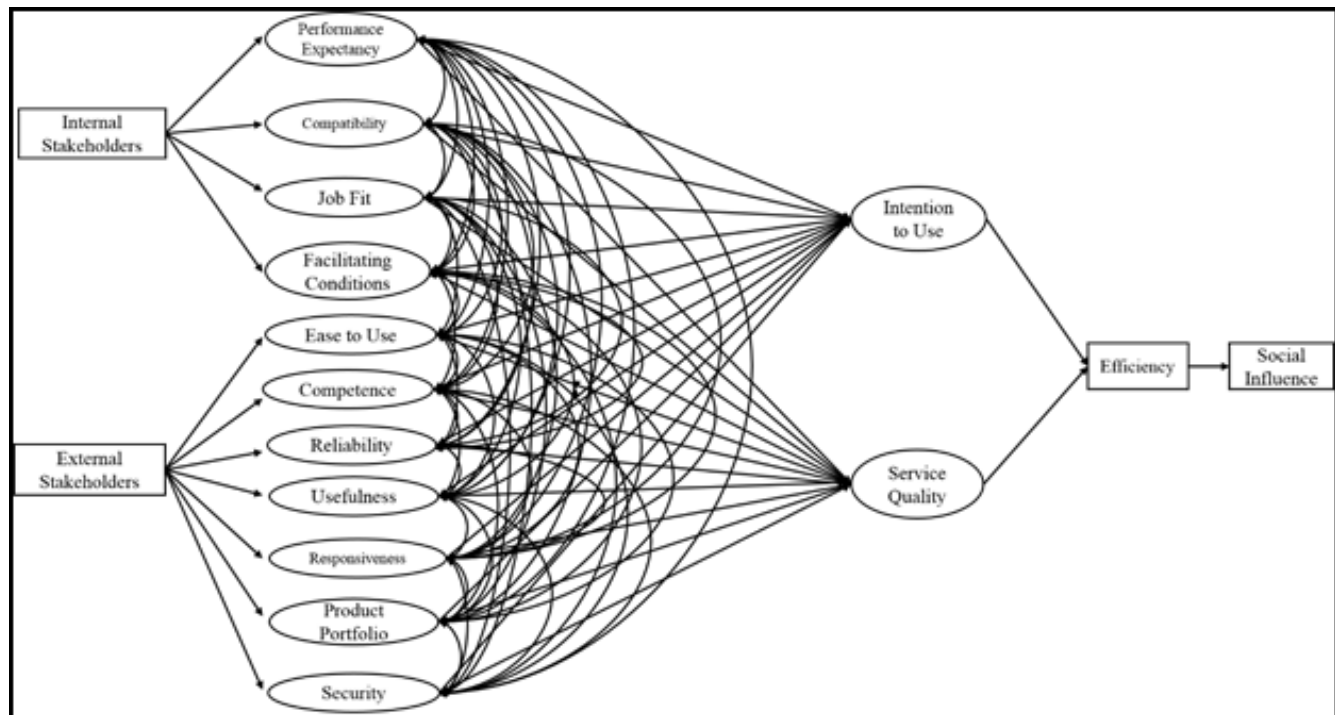 Performance
Expectancy
Internal
Stakeholders
Compatibility
Job Fit
Facilitating
Conditions
Ease to Use
Competence
Reliability
External
Stakeholders
Usefulness
Responsiveness
Product
Portfolio
Security
Intention
to Use
Service
Quality
Efficiency
Social
Influence